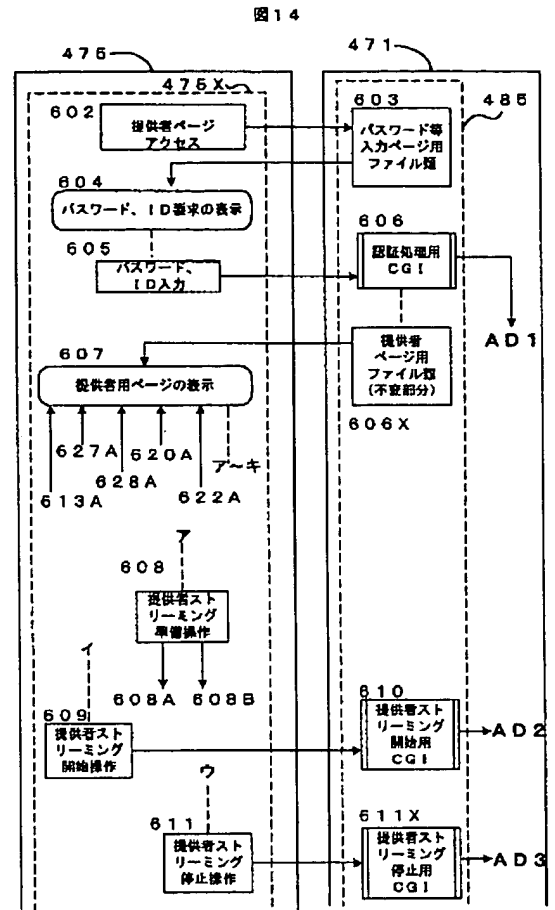 図14
475
471
475X
485
602
提供者ページ
アクセス
603
パスワード等
入力ページ用
ファイル類
604
パスワード、ID要求の表示
605
パスワード、
ID入力
606
認証処理用
CGI
AD1
607
提供者用ページの表示
提供者
ページ用
ファイル類
(不変部分)
606X
613A
627A
628A
620A
622A
ア～キ
ア
608
提供者スト
リーミング
準備操作
608A
608B
イ
609
提供者スト
リーミング
開始操作
610
提供者スト
リーミング
開始用
CGI
AD2
ウ
611
提供者スト
リーミング
停止操作
611X
提供者スト
リーミング
停止用
CGI
AD3